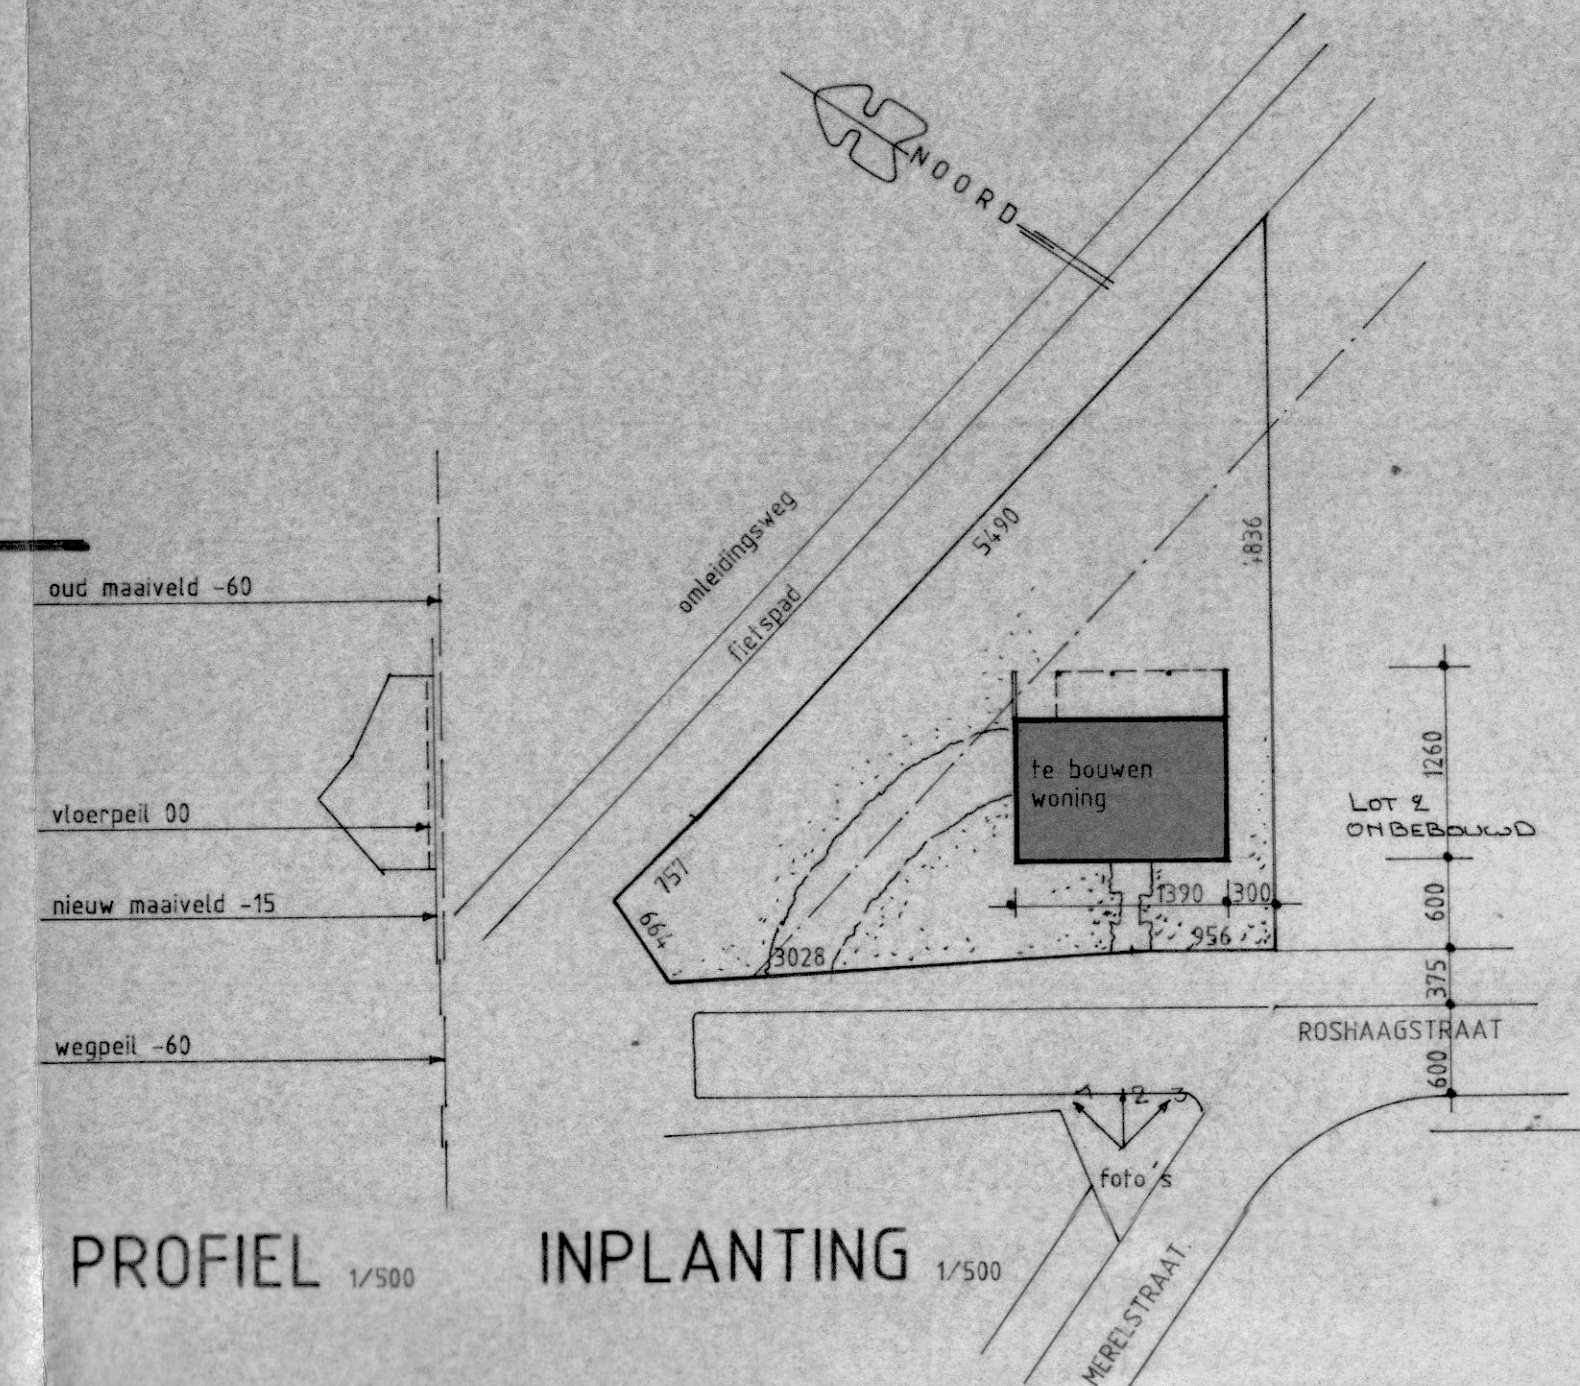 NOORD
omleidingsweg
fietspad
5490
4836
oud maaiveld -60
vloerpeil 00
nieuw maaiveld -15
wegpeil -60
te bouwen
woning
1260
LOT 2
ONBEBOUWD
757
664
3028
1390
300
956
600
375
ROSHAAGSTRAAT
600
1 2 3
foto's
MERELSTRAAT.
PROFIEL 1/500
INPLANTING 1/500